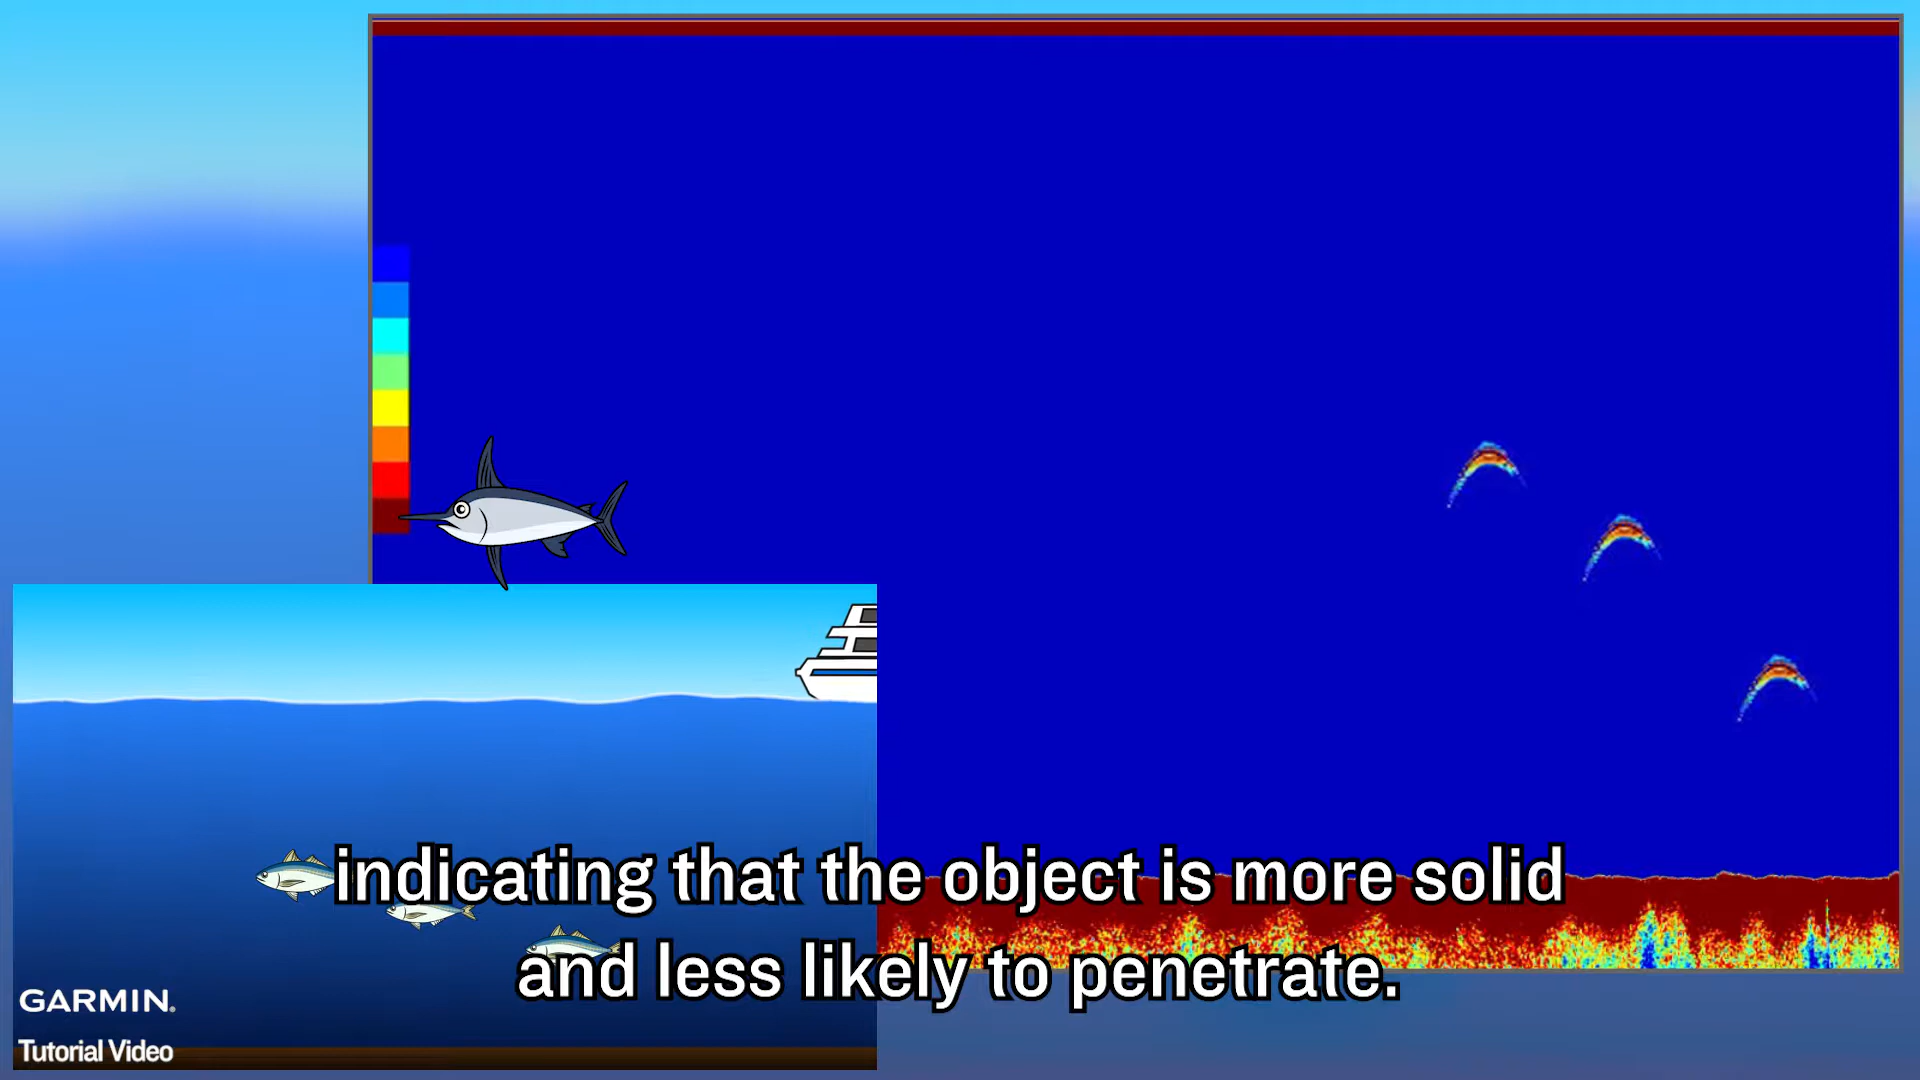 indicating that the object is more solid
and less likely to penetrate.
GARMIN.
Tutorial Video